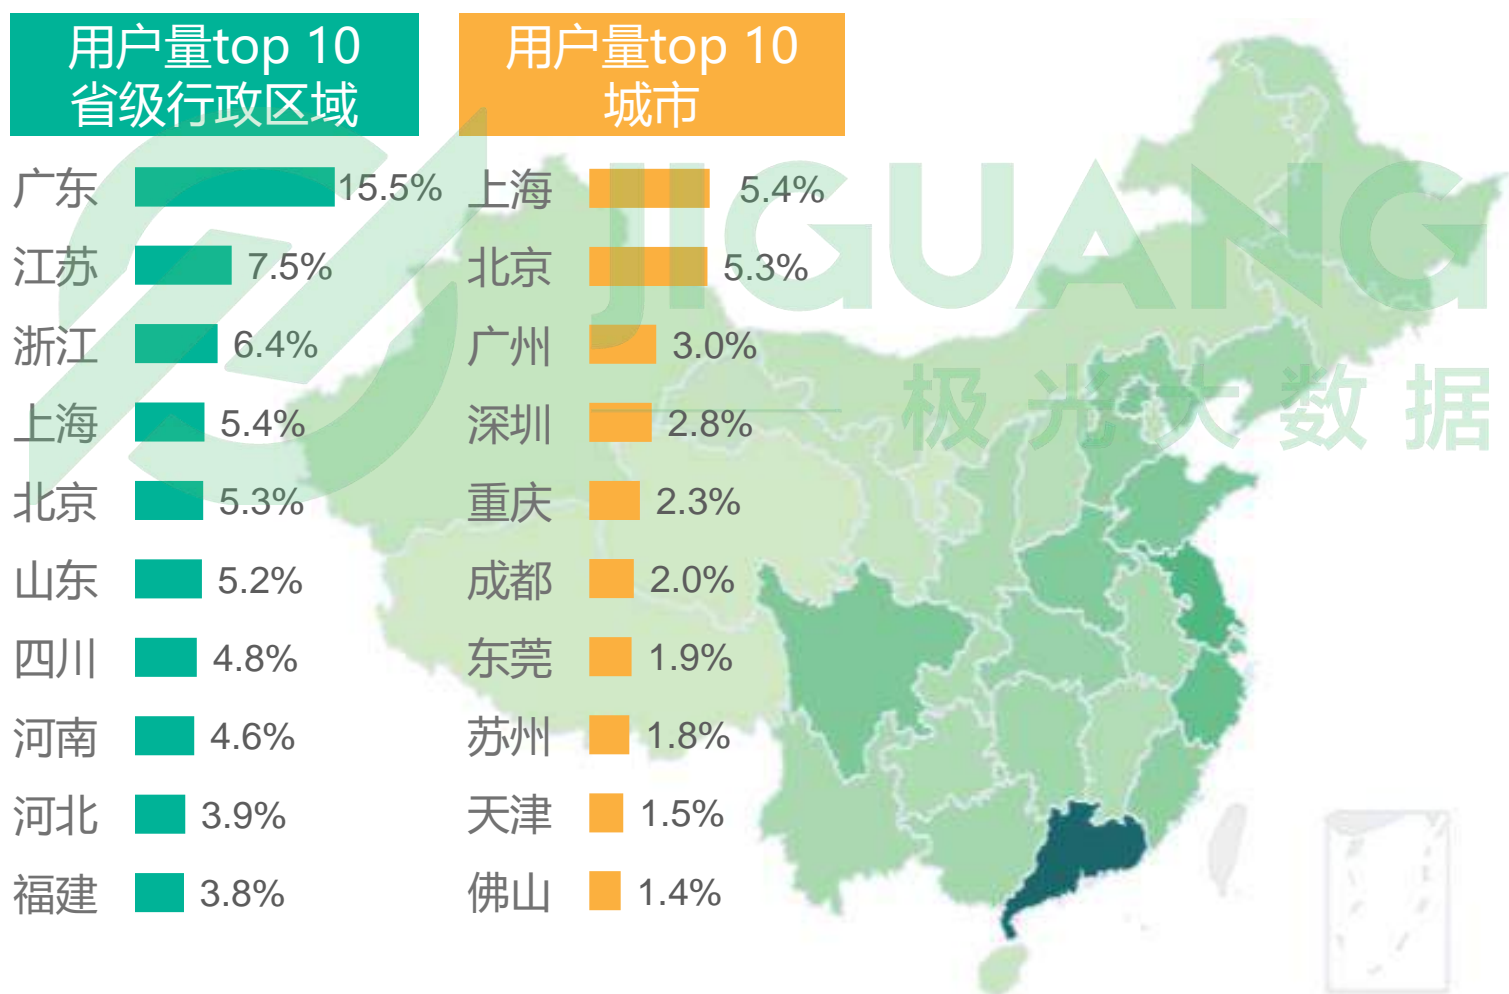 用户量top 10
省级行政区域
广东 15.5%
江苏 7.5%
浙江 6.4%
上海 5.4%
北京 5.3%
山东 5.2%
四川 4.8%
河南 4.6%
河北 3.9%
福建 3.8%
用户量top 10
城市
上海 5.4%
北京 5.3%
广州 3.0%
深圳 2.8%
重庆 2.3%
成都 2.0%
东莞 1.9%
苏州 1.8%
天津 1.5%
佛山 1.4%
JIGUANG
极光大数据